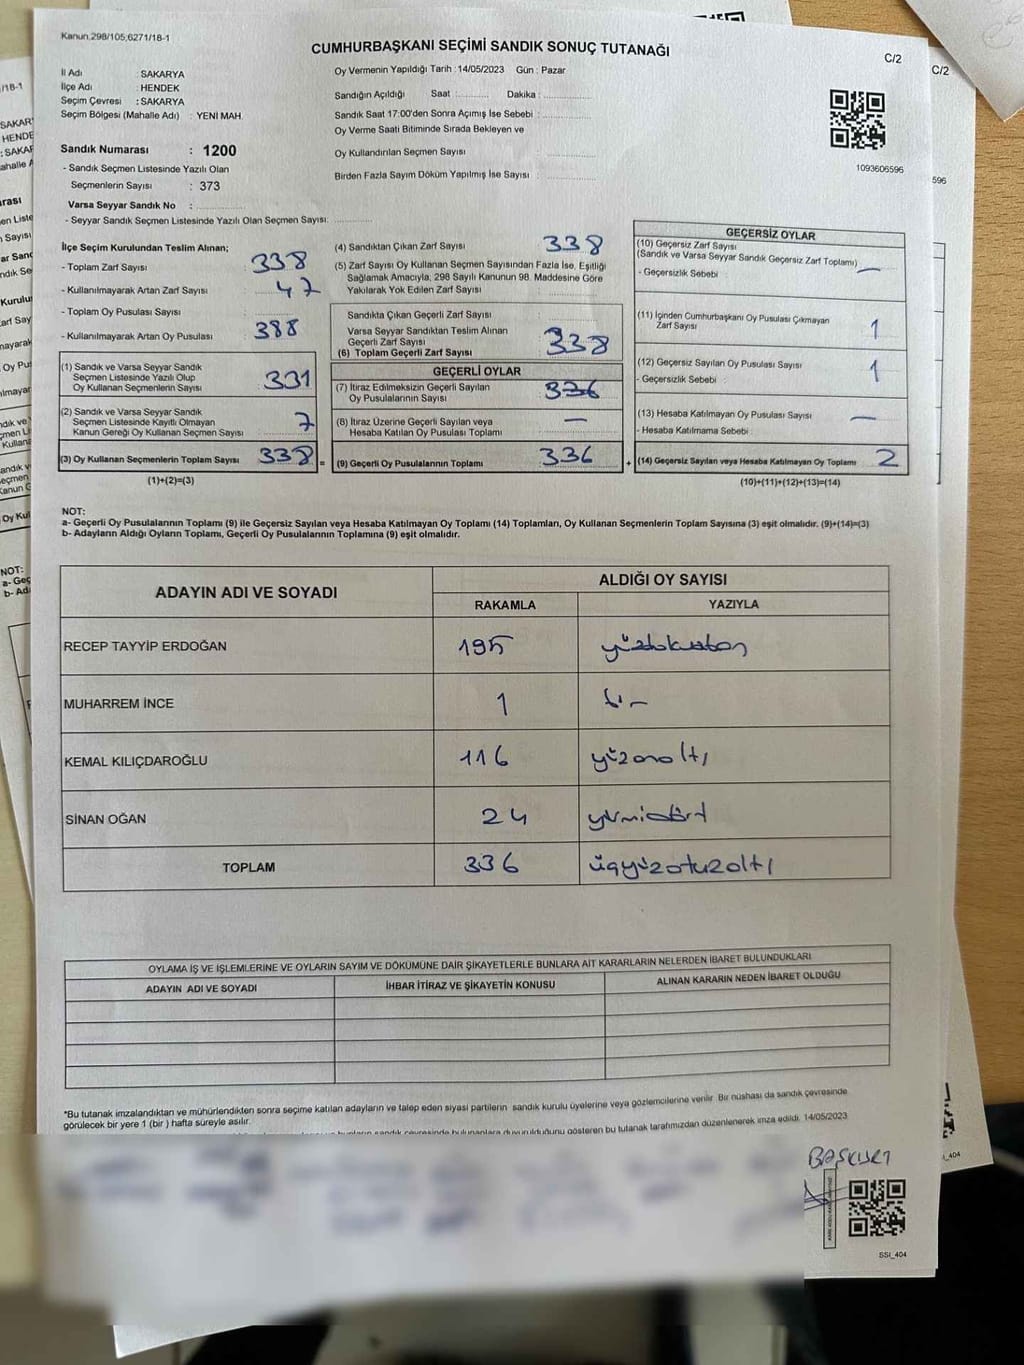 Kanun.298/105;6271/18-1
CUMHURBAŞKANI SEÇİMİ SANDIK SONUÇ TUTANAĞI
C/2
C/2
İl Adı : SAKARYA
İlçe Adı : HENDEK
Seçim Çevresi : SAKARYA
Seçim Bölgesi (Mahalle Adı) : YENİ MAH.
Sandık Numarası : 1200
- Sandık Seçmen Listesinde Yazılı Olan
Seçmenlerin Sayısı : 373
Varsa Seyyar Sandık No :
- Seyyar Sandık Seçmen Listesinde Yazılı Olan Seçmen Sayısı:
Oy Vermenin Yapıldığı Tarih : 14/05/2023 Gün : Pazar
Sandığın Açıldığı Saat : Dakika :
Sandık Saat 17:00'den Sonra Açımış İse Sebebi :
Oy Verme Saati Bitiminde Sırada Bekleyen ve
Oy Kullandırılan Seçmen Sayısı :
Birden Fazla Sayım Döküm Yapılmış İse Sayısı :
1093606596
596
İlçe Seçim Kurulundan Teslim Alınan;
- Toplam Zarf Sayısı : 338
- Kullanılmayarak Artan Zarf Sayısı : 47
- Toplam Oy Pusulası Sayısı :
- Kullanılmayarak Artan Oy Pusulası : 388
(1) Sandık ve Varsa Seyyar Sandık
Seçmen Listesinde Yazılı Olup
Oy Kullanan Seçmenlerin Sayısı 331
(2) Sandık ve Varsa Seyyar Sandık
Seçmen Listesinde Kayıtlı Olmayan
Kanun Gereği Oy Kullanan Seçmen Sayısı 7
(3) Oy Kullanan Seçmenlerin Toplam Sayısı 338 =
(1)+(2)=(3)
(4) Sandıktan Çıkan Zarf Sayısı 338
(5) Zarf Sayısı Oy Kullanan Seçmen Sayısından Fazla İse, Eşitliği
Sağlamak Amacıyla, 298 Sayılı Kanunun 98. Maddesine Göre
Yakılarak Yok Edilen Zarf Sayısı
Sandıkta Çıkan Geçerli Zarf Sayısı
Varsa Seyyar Sandıktan Teslim Alınan
Geçerli Zarf Sayısı
(6) Toplam Geçerli Zarf Sayısı 338
GEÇERLİ OYLAR
(7) İtiraz Edilmeksizin Geçerli Sayılan
Oy Pusulalarının Sayısı 336
(8) İtiraz Üzerine Geçerli Sayılan veya
Hesaba Katılan Oy Pusulası Toplamı —
(9) Geçerli Oy Pusulalarının Toplamı 336 +
GEÇERSİZ OYLAR
(10) Geçersiz Zarf Sayısı
(Sandık ve Varsa Seyyar Sandık Geçersiz Zarf Toplamı) —
- Geçersizlik Sebebi :
(11) İçinden Cumhurbaşkanı Oy Pusulası Çıkmayan
Zarf Sayısı 1
(12) Geçersiz Sayılan Oy Pusulası Sayısı 1
- Geçersizlik Sebebi :
(13) Hesaba Katılmayan Oy Pusulası Sayısı —
- Hesaba Katılmama Sebebi :
(14) Geçersiz Sayılan veya Hesaba Katılmayan Oy Toplamı 2
(10)+(11)+(12)+(13)=(14)
NOT:
a- Geçerli Oy Pusulalarının Toplamı (9) ile Geçersiz Sayılan veya Hesaba Katılmayan Oy Toplamı (14) Toplamları, Oy Kullanan Seçmenlerin Toplam Sayısına (3) eşit olmalıdır. (9)+(14)=(3)
b- Adayların Aldığı Oyların Toplamı, Geçerli Oy Pusulalarının Toplamına (9) eşit olmalıdır.
ADAYIN ADI VE SOYADI
ALDIĞI OY SAYISI
RAKAMLA YAZIYLA
RECEP TAYYİP ERDOĞAN 195
MUHARREM İNCE 1 bir
KEMAL KILIÇDAROĞLU 116 yüzonaltı
SİNAN OĞAN 24 yirmidört
TOPLAM 336 üçyüzotuzaltı
OYLAMA İŞ VE İŞLEMLERİNE VE OYLARIN SAYIM VE DÖKÜMÜNE DAİR ŞİKAYETLERLE BUNLARA AİT KARARLARIN NELERDEN İBARET BULUNDUKLARI
ADAYIN ADI VE SOYADI İHBAR İTİRAZ VE ŞİKAYETİN KONUSU ALINAN KARARIN NEDEN İBARET OLDUĞU
*Bu tutanak imzalandıktan ve mühürlendikten sonra seçime katılan adayların ve talep eden siyasi partilerin sandık kurulu üyelerine veya gözlemcilerine verilir. Bir nüshası da sandık çevresinde
görülecek bir yere 1 (bir ) hafta süreyle asılır.
sandık çevresinde bulunanlara duyurulduğunu gösteren bu tutanak tarafımızdan düzenlenerek imza edildi. 14/05/2023
BAŞKURT
SSI_404